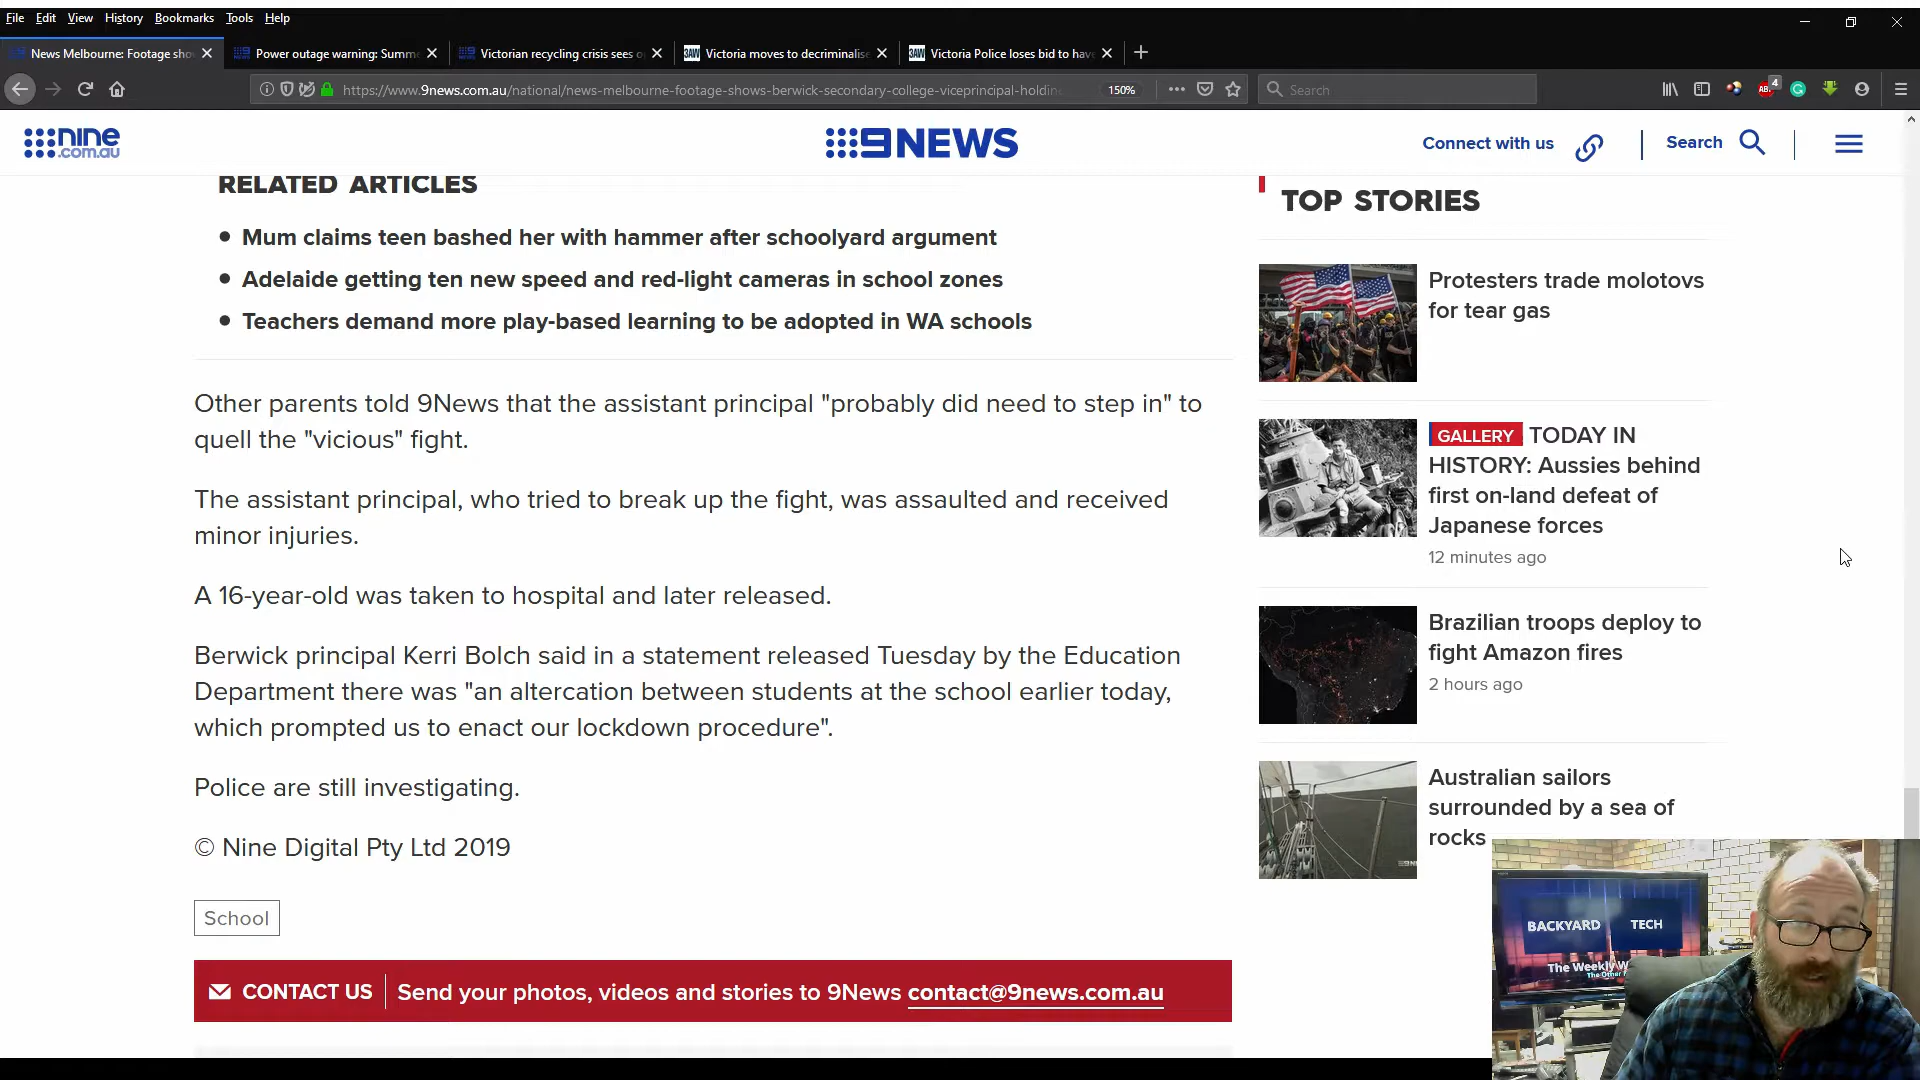 File Edit View History Bookmarks Tools Help
News Melbourne: Footage sho
Power outage warning: Summ
Victorian recycling crisis sees o
3AW Victoria moves to decriminalis
3AW Victoria Police loses bid to hav
https://www.9news.com.au/national/news-melbourne-footage-shows-berwick-secondary-college-viceprincipal-holdin
150%
Search
ABP
4
nine
.com.au
9NEWS
Connect with us
Search
RELATED ARTICLES
Mum claims teen bashed her with hammer after schoolyard argument
Adelaide getting ten new speed and red-light cameras in school zones
Teachers demand more play-based learning to be adopted in WA schools
Other parents told 9News that the assistant principal "probably did need to step in" to
quell the "vicious" fight.
The assistant principal, who tried to break up the fight, was assaulted and received
minor injuries.
A 16-year-old was taken to hospital and later released.
Berwick principal Kerri Bolch said in a statement released Tuesday by the Education
Department there was "an altercation between students at the school earlier today,
which prompted us to enact our lockdown procedure".
Police are still investigating.
© Nine Digital Pty Ltd 2019
School
CONTACT US Send your photos, videos and stories to 9News contact@9news.com.au
TOP STORIES
Protesters trade molotovs
for tear gas
GALLERY TODAY IN
HISTORY: Aussies behind
first on-land defeat of
Japanese forces
12 minutes ago
Brazilian troops deploy to
fight Amazon fires
2 hours ago
Australian sailors
surrounded by a sea of
rocks
BACKYARD TECH
The Weekly W
The Other